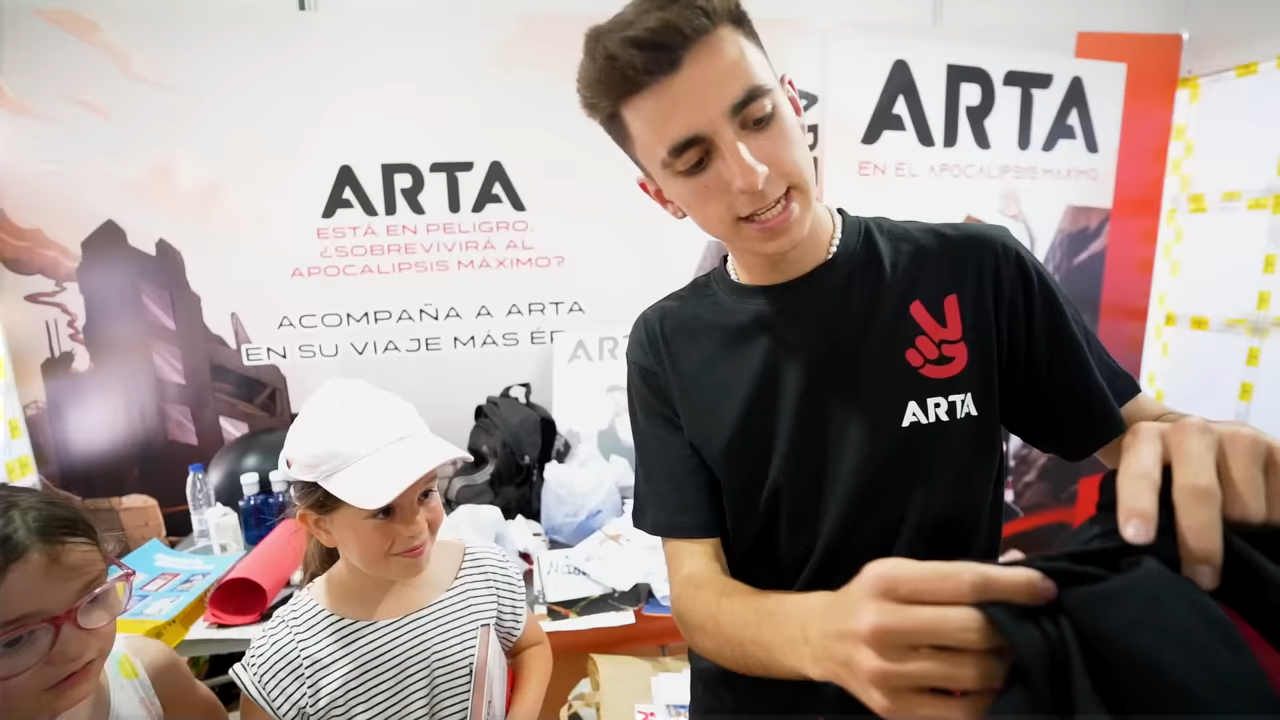 ARTA
ESTÁ EN PELIGRO.
¿SOBREVIVIRÁ AL
APOCALIPSIS MÁXIMO?
ACOMPAÑA A ARTA
EN SU VIAJE MÁS
ARTA
EN EL APOCALIPSIS MÁXIMO
ARTA